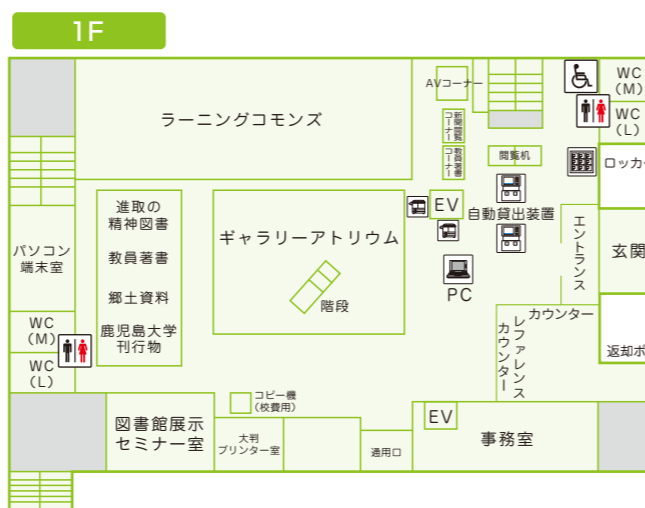 1F
ラーニングコモンズ
AVコーナー
新聞閲覧
コーナー
教員著書
コーナー
閲覧机
WC
(M)
WC
(L)
ロッカ
EV
自動貸出装置
エントランス
玄関
進取の
精神図書
教員著書
郷土資料
鹿児島大学
刊行物
ギャラリーアトリウム
階段
パソコン
端末室
PC
カウンター
レファレンス
カウンター
返却ポ
WC
(M)
WC
(L)
コピー機
(校費用)
図書館展示
セミナー室
大判
プリンター室
通用口
EV
事務室